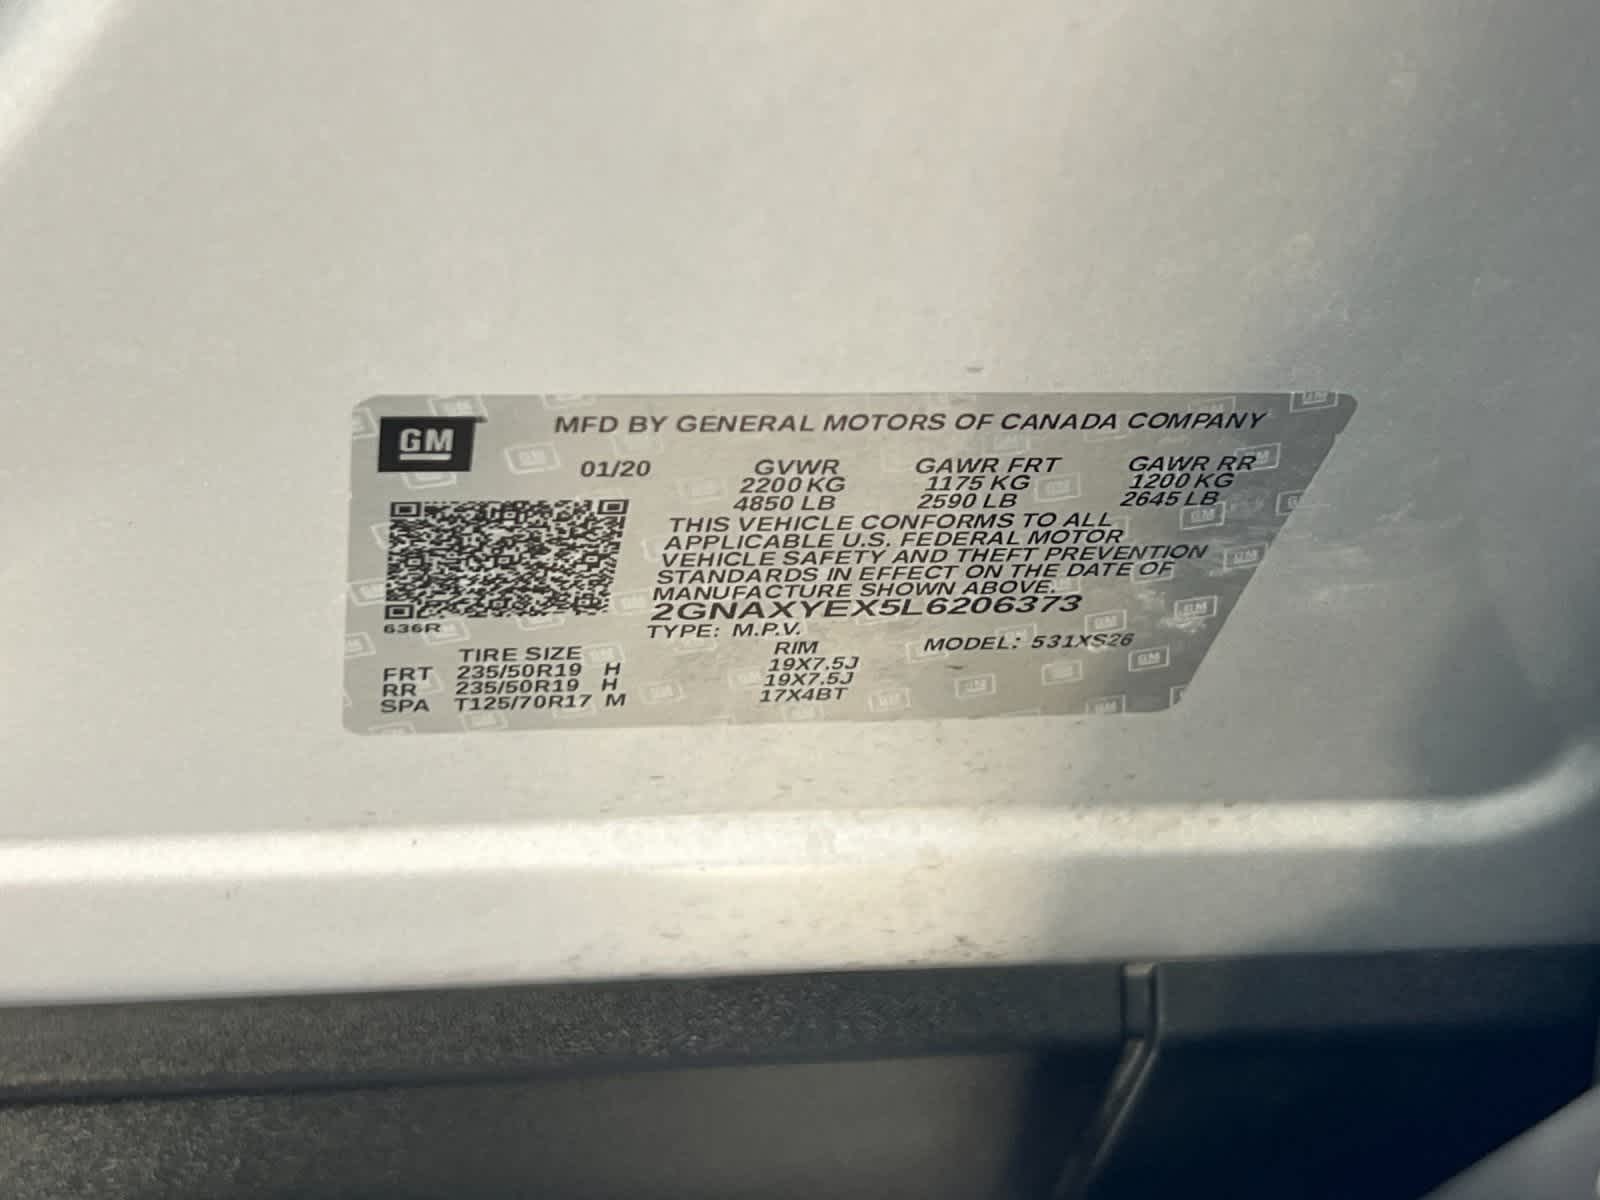 GM
MFD BY GENERAL MOTORS OF CANADA COMPANY
01/20 GVWR GAWR FRT GAWR RR
2200 KG 1175 KG 1200 KG
4850 LB 2590 LB 2645 LB
THIS VEHICLE CONFORMS TO ALL
APPLICABLE U.S. FEDERAL MOTOR
VEHICLE SAFETY AND THEFT PREVENTION
STANDARDS IN EFFECT ON THE DATE OF
MANUFACTURE SHOWN ABOVE.
2GNAXYEX5L6206373
636R
TYPE: M.P.V. MODEL: 531XS26
TIRE SIZE RIM
FRT 235/50R19 H 19X7.5J
RR 235/50R19 H 19X7.5J
SPA T125/70R17 M 17X4BT